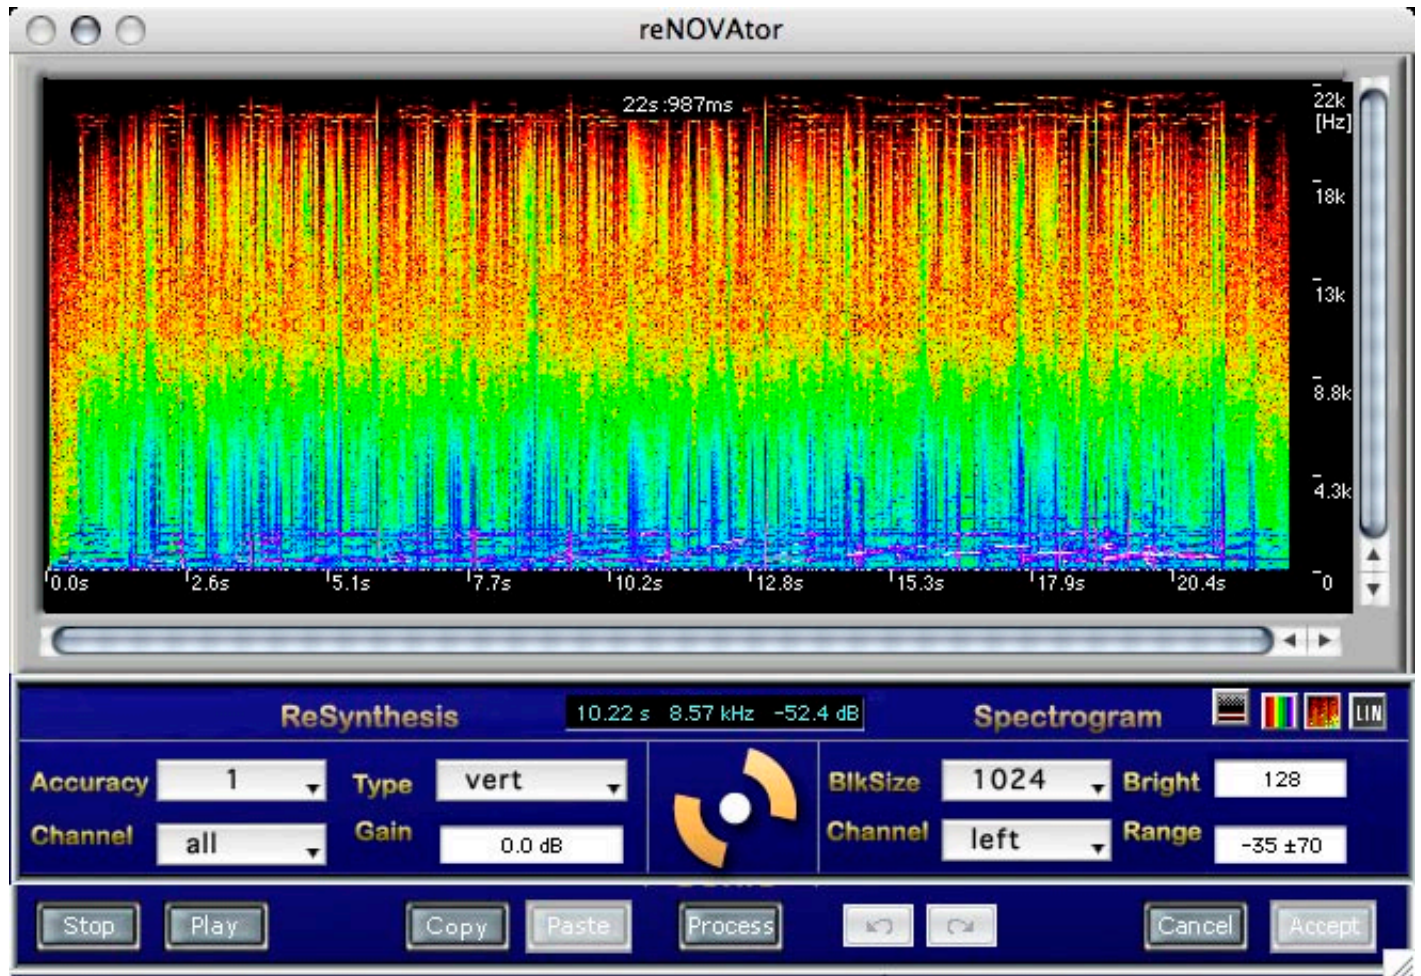 reNOVAtor
22s:987ms
22k
[Hz]
18k
13k
8.8k
4.3k
0
0.0s 2.6s 5.1s 7.7s 10.2s 12.8s 15.3s 17.9s 20.4s
ReSynthesis 10.22 s 8.57 kHz -52.4 dB Spectrogram LIN
Accuracy 1 Type vert BlkSize 1024 Bright 128
Channel all Gain 0.0 dB Channel left Range -35 ±70
Stop Play Copy Paste Process Cancel Accept